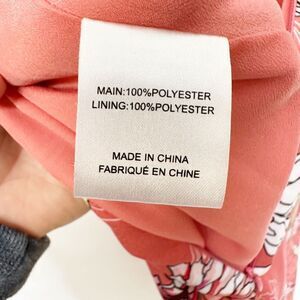 MAIN:100%POLYESTER
LINING:100%POLYESTER
MADE IN CHINA
FABRIQUÉ EN CHINE